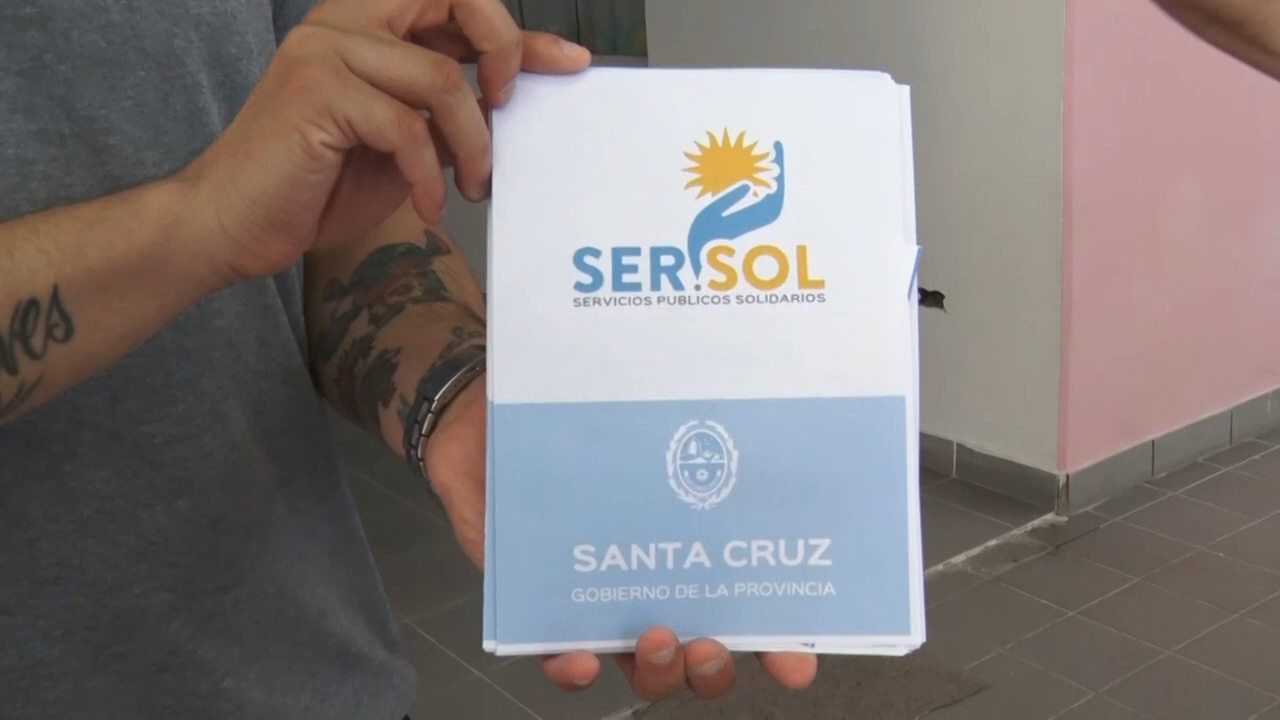 SER.SOL
SERVICIOS PUBLICOS SOLIDARIOS
SANTA CRUZ
GOBIERNO DE LA PROVINCIA